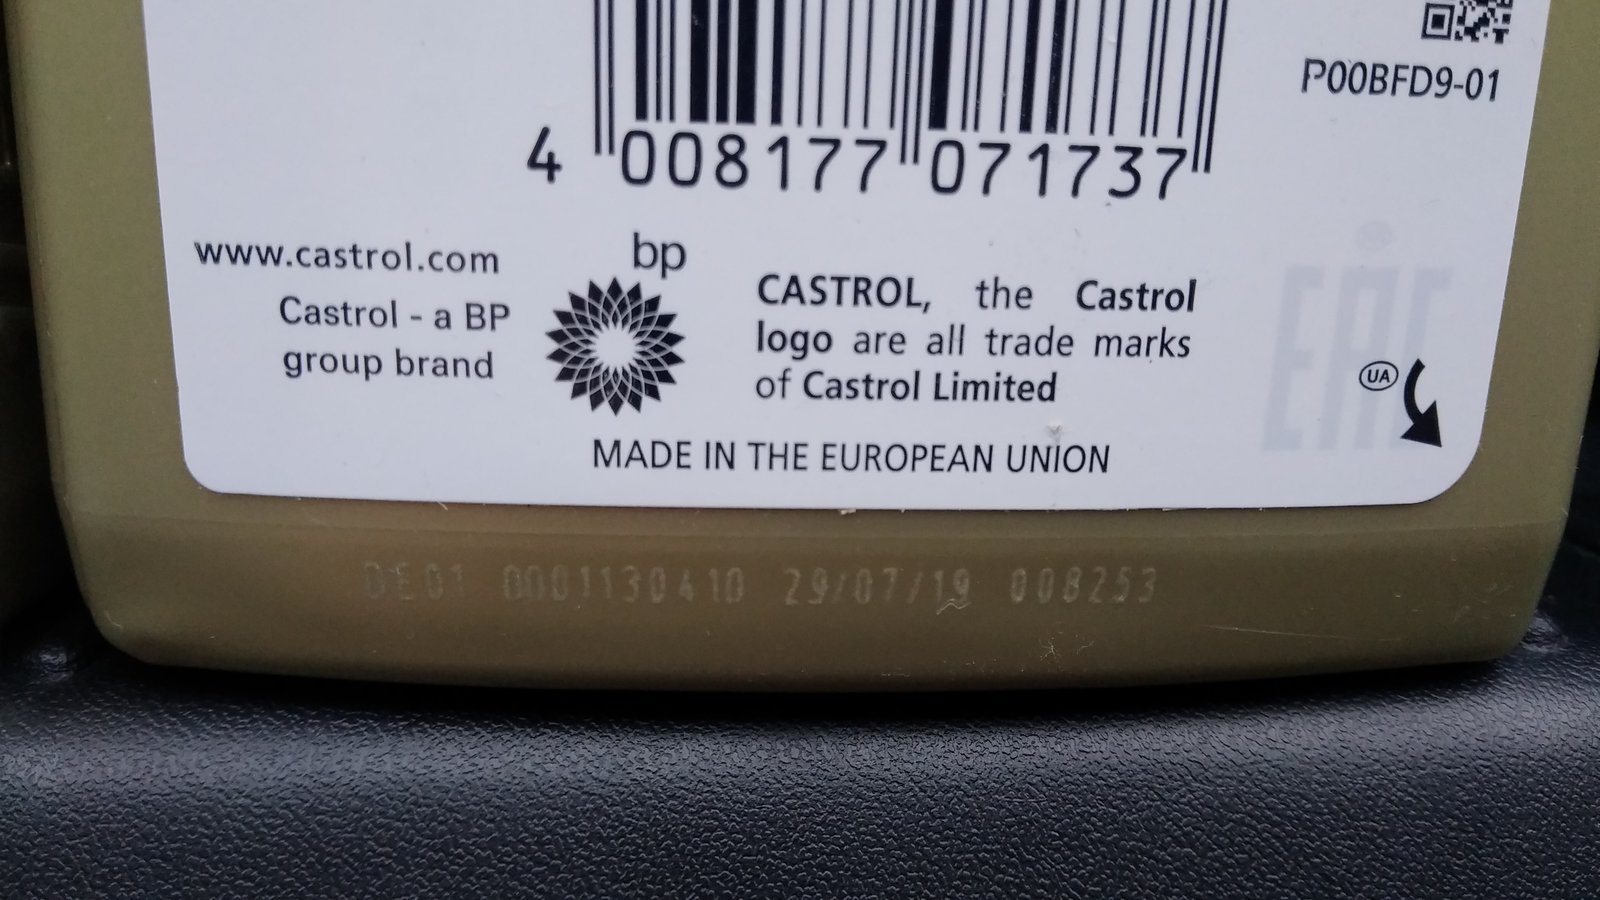 P00BFD9-01
4 008177 071737
www.castrol.com
Castrol - a BP
group brand
bp
CASTROL, the Castrol
logo are all trade marks
of Castrol Limited
EAC
UA
MADE IN THE EUROPEAN UNION
DE01 0001130410 29/07/19 008253